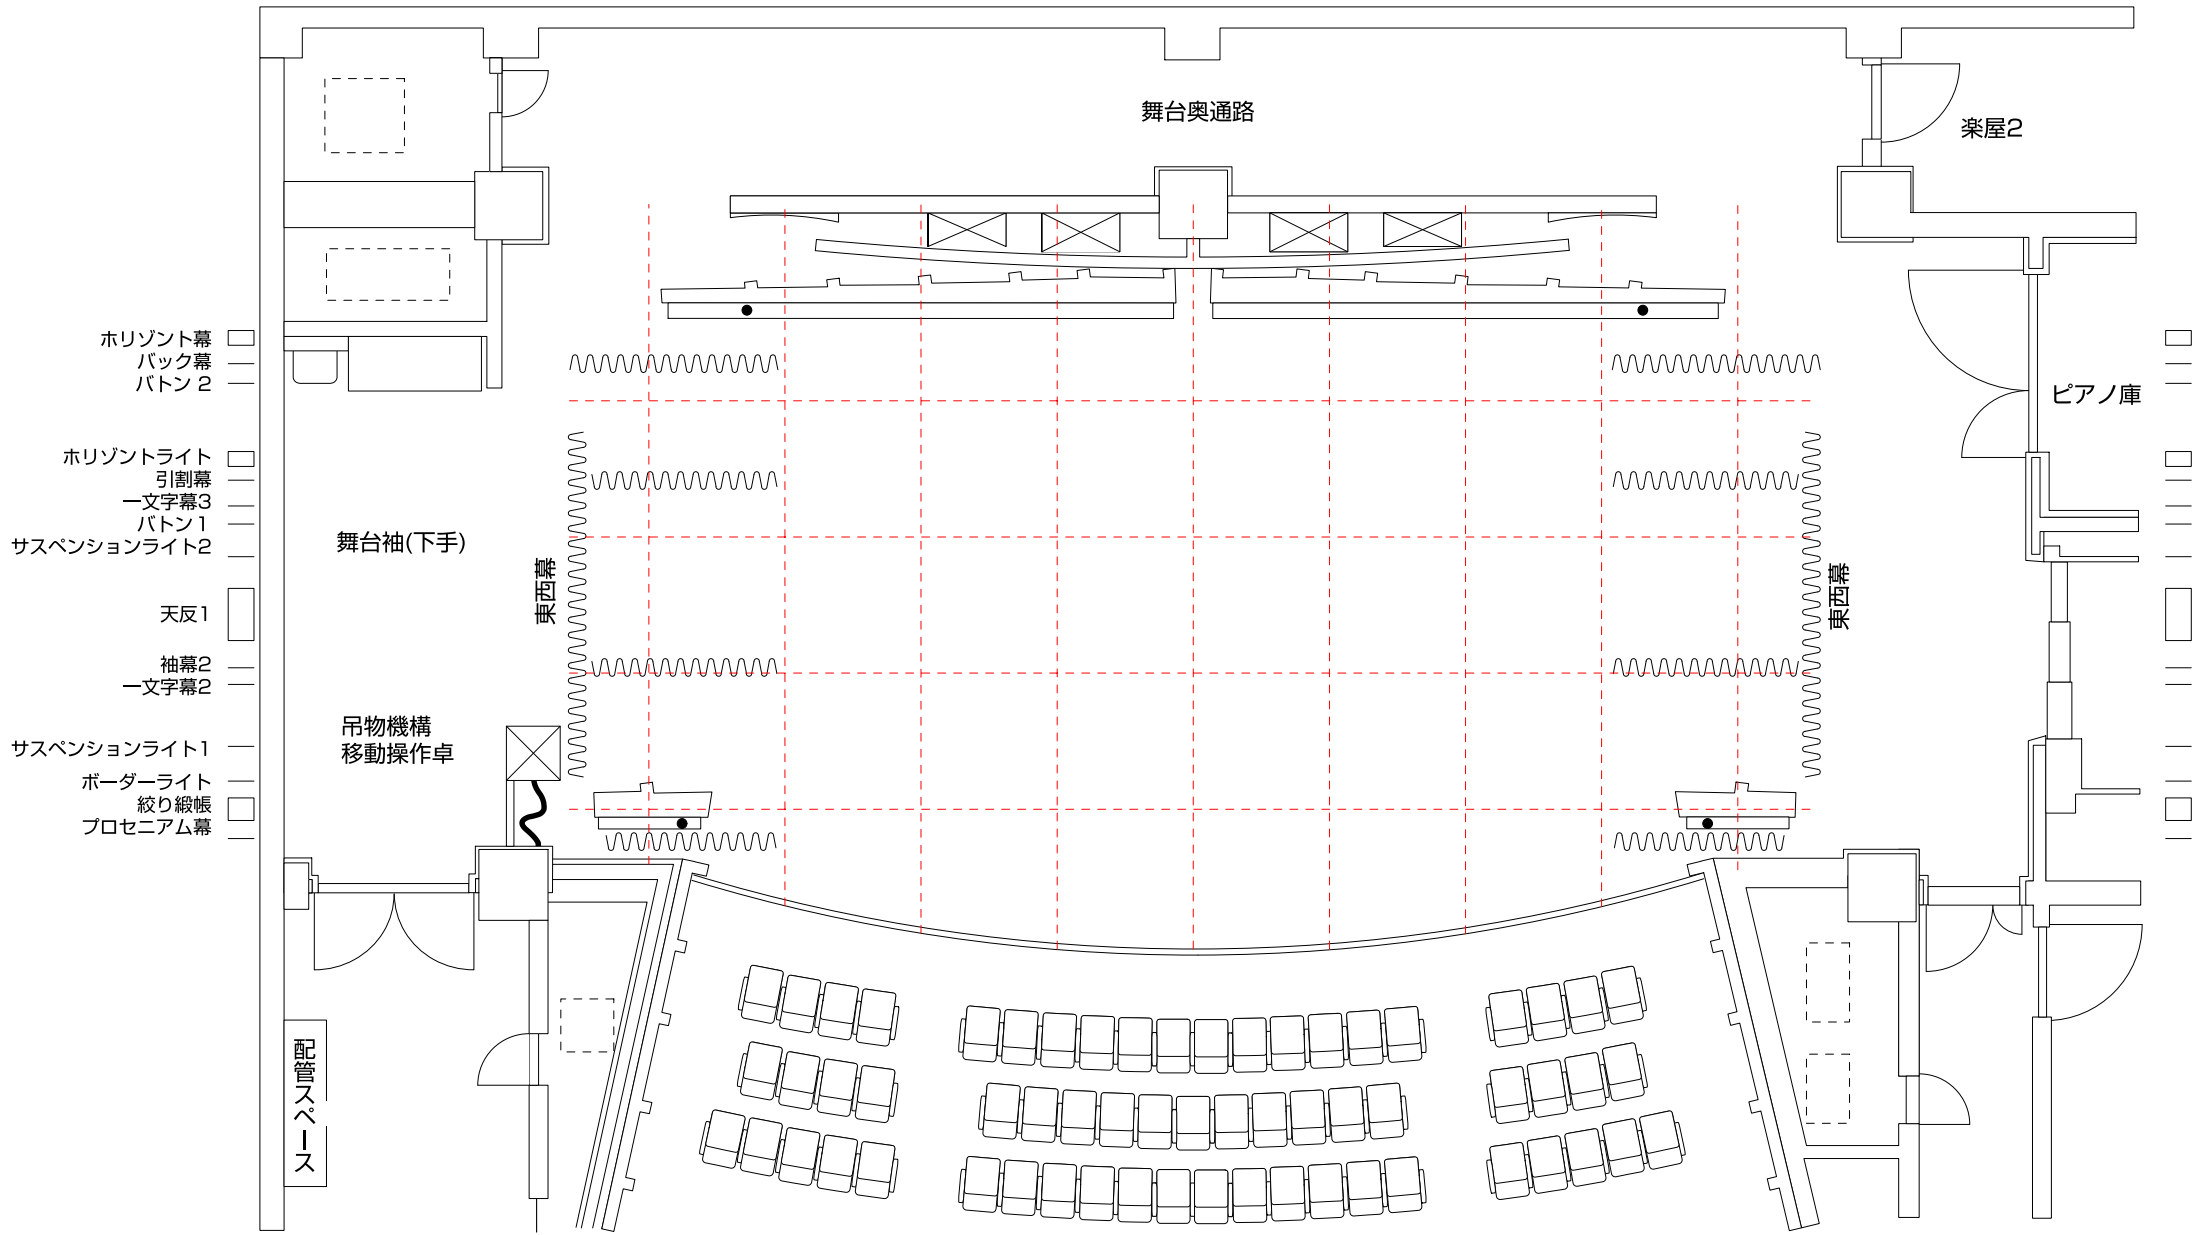 舞台奥通路
楽屋2
ホリゾント幕
バック幕
バトン 2
ピアノ庫
ホリゾントライト
引割幕
一文字幕3
バトン 1
サスペンションライト2
舞台袖(下手)
東西幕
東西幕
天反1
袖幕2
一文字幕2
吊物機構
移動操作卓
サスペンションライト1
ボーダーライト
絞り緞帳
プロセニアム幕
配管スペース